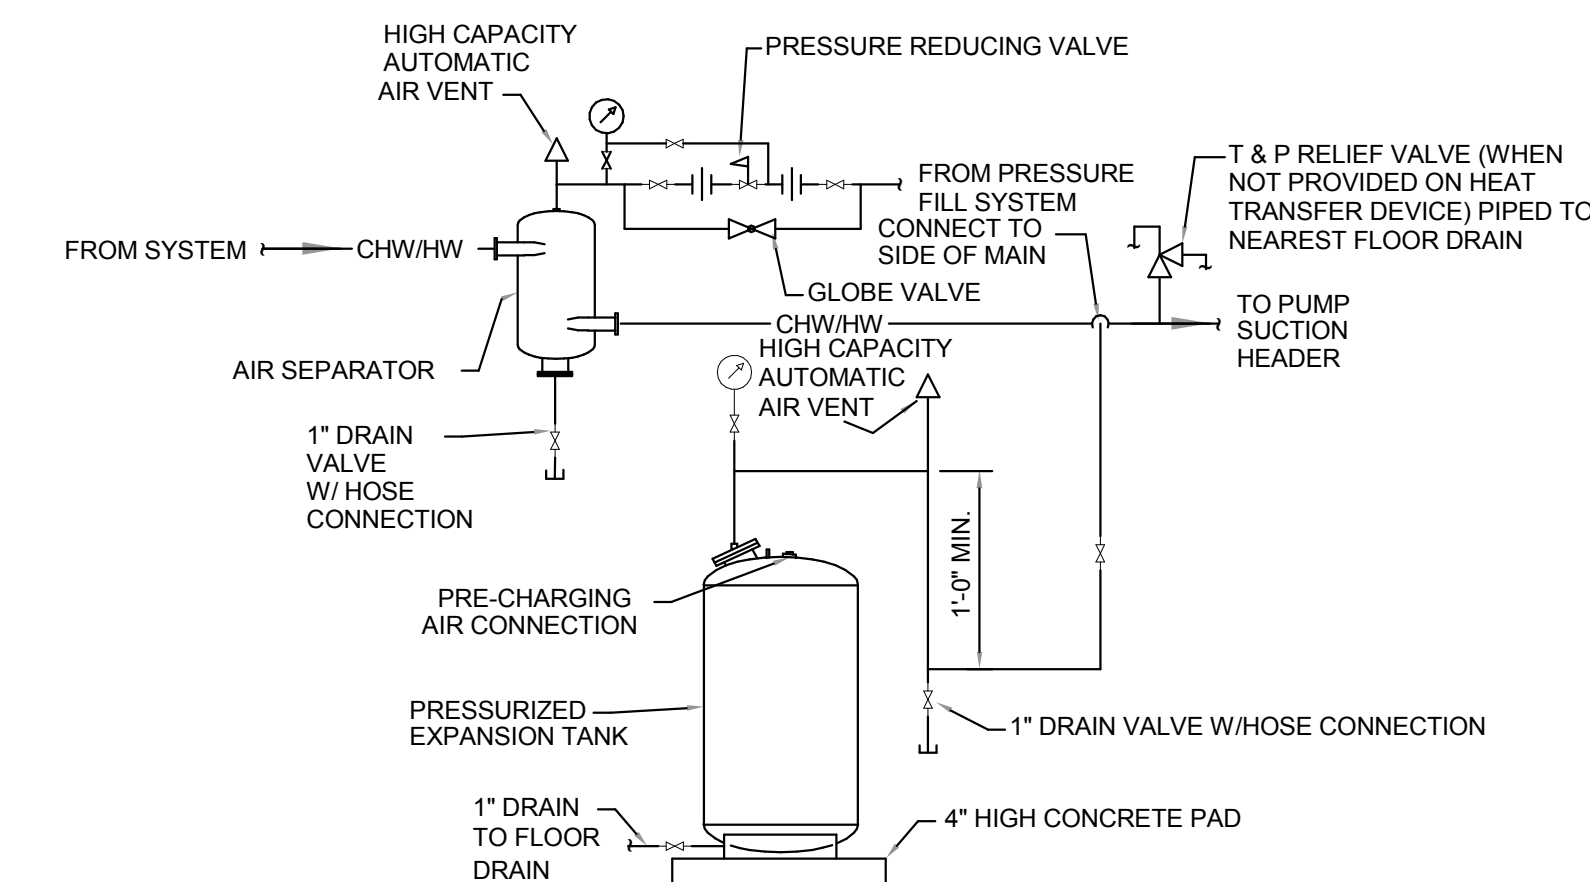 HIGH CAPACITY
AUTOMATIC
AIR VENT
PRESSURE REDUCING VALVE
FROM PRESSURE
FILL SYSTEM
CONNECT TO
SIDE OF MAIN
T & P RELIEF VALVE (WHEN
NOT PROVIDED ON HEAT
TRANSFER DEVICE) PIPED TO
NEAREST FLOOR DRAIN
FROM SYSTEM
CHW/HW
GLOBE VALVE
CHW/HW
TO PUMP
SUCTION
HEADER
AIR SEPARATOR
HIGH CAPACITY
AUTOMATIC
AIR VENT
1" DRAIN
VALVE
W/ HOSE
CONNECTION
1'-0" MIN.
PRE-CHARGING
AIR CONNECTION
PRESSURIZED
EXPANSION TANK
1" DRAIN VALVE W/HOSE CONNECTION
1" DRAIN
TO FLOOR
DRAIN
4" HIGH CONCRETE PAD